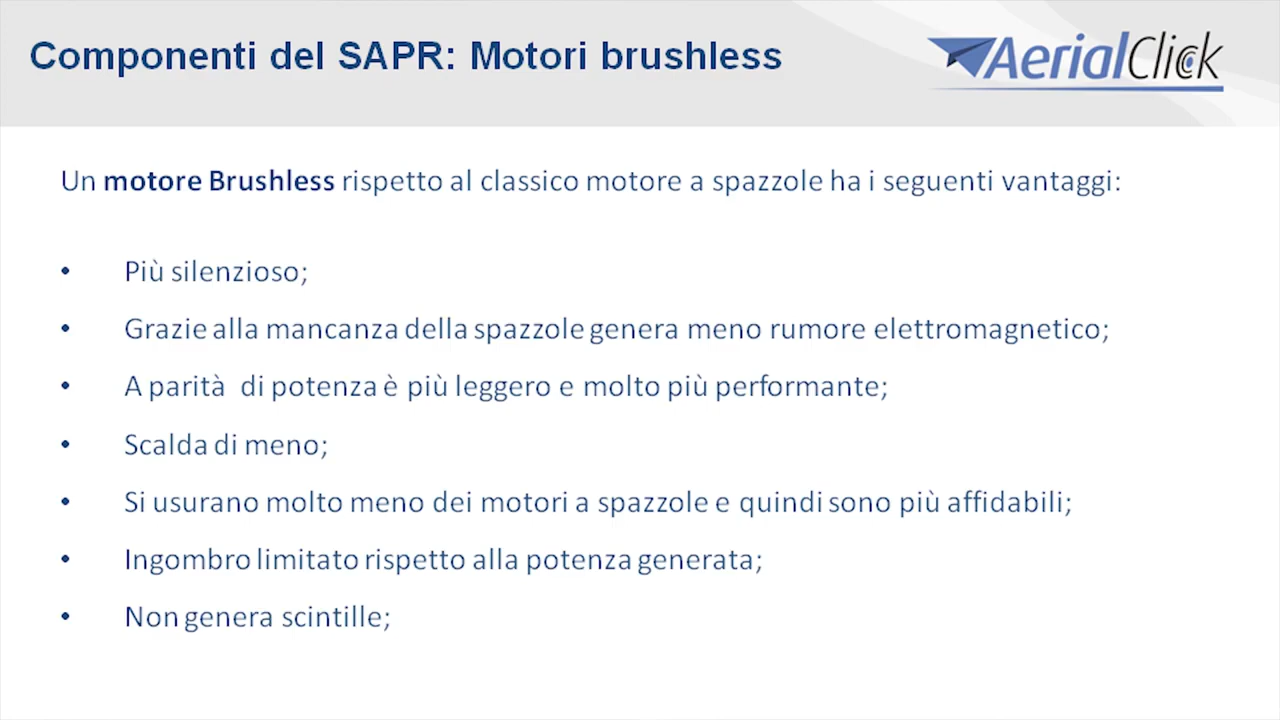 Componenti del SAPR: Motori brushless
AerialClick
Un motore Brushless rispetto al classico motore a spazzole ha i seguenti vantaggi:
• Più silenzioso;
• Grazie alla mancanza della spazzole genera meno rumore elettromagnetico;
• A parità  di potenza è più leggero e molto più performante;
• Scalda di meno;
• Si usurano molto meno dei motori a spazzole e quindi sono più affidabili;
• Ingombro limitato rispetto alla potenza generata;
• Non genera scintille;